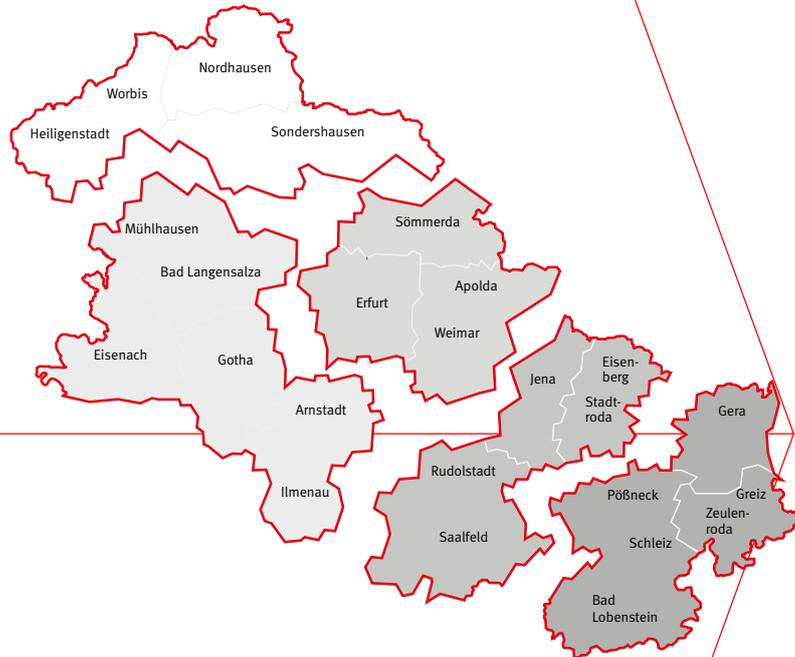 Nordhausen
Worbis
Heiligenstadt
Sondershausen
Mühlhausen
Bad Langensalza
Eisenach
Gotha
Arnstadt
Ilmenau
Sömmerda
Erfurt
Apolda
Weimar
Jena
Eisen-
berg
Stadt-
roda
Rudolstadt
Saalfeld
Gera
Pößneck
Greiz
Zeulen-
roda
Schleiz
Bad
Lobenstein